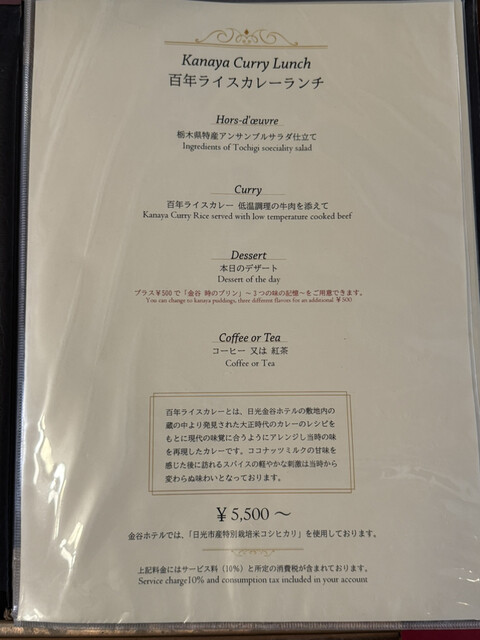 Kanaya Curry Lunch
百年ライスカレーランチ
Hors-d'œuvre
栃木県特産アンサンブルサラダ仕立て
Ingredients of Tochigi soeciality salad
Curry
百年ライスカレー 低温調理の牛肉を添えて
Kanaya Curry Rice served with low temperature cooked beef
Dessert
本日のデザート
Dessert of the day
プラス¥500で「金谷 時のプリン」～3つの味の記憶～をご用意できます。
You can change to kanaya puddings, three different flavors for an additional ¥500
Coffee or Tea
コーヒー 又は 紅茶
Coffee or Tea
百年ライスカレーとは、日光金谷ホテルの敷地内の
蔵の中より発見された大正時代のカレーのレシピを
もとに現代の味覚に合うようにアレンジし当時の味
を再現したカレーです。ココナッツミルクの甘味を
感じた後に訪れるスパイスの軽やかな刺激は当時から
変わらぬ味わいとなっております。
¥5,500～
金谷ホテルでは、「日光市産特別栽培米コシヒカリ」を使用しております。
上記料金にはサービス料（10%）と所定の消費税が含まれております。
Service charge10% and consumption tax included in your account